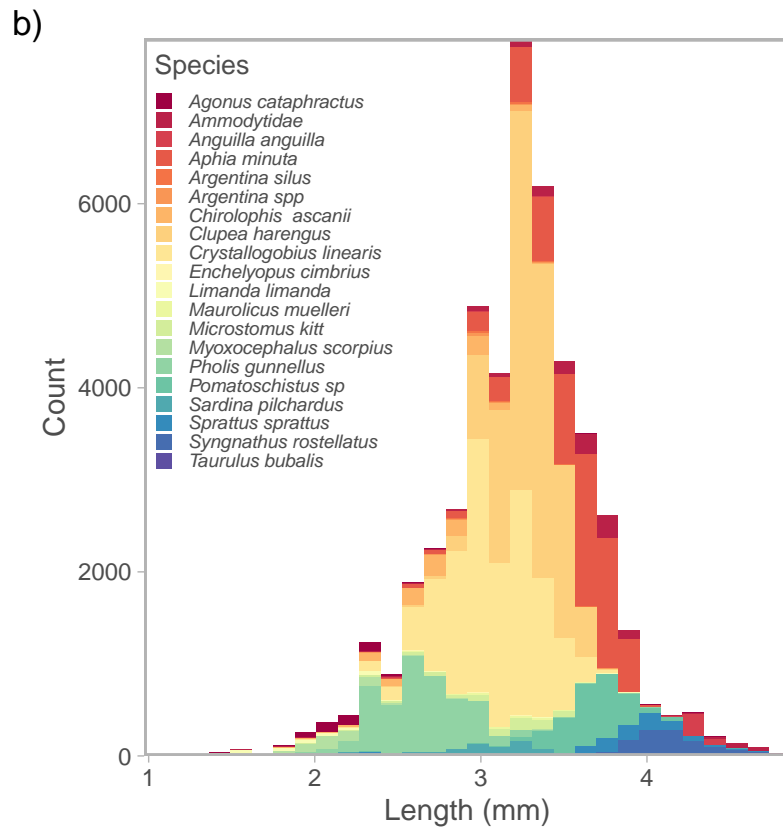 b)
Species
Agonus cataphractus
Ammodytidae
Anguilla anguilla
Aphia minuta
Argentina silus
Argentina spp
Chirolophis ascanii
Clupea harengus
Crystallogobius linearis
Enchelyopus cimbrius
Limanda limanda
Maurolicus muelleri
Microstomus kitt
Myoxocephalus scorpius
Pholis gunnellus
Pomatoschistus sp
Sardina pilchardus
Sprattus sprattus
Syngnathus rostellatus
Taurulus bubalis
Count
6000
4000
2000
0
1 2 3 4
Length (mm)